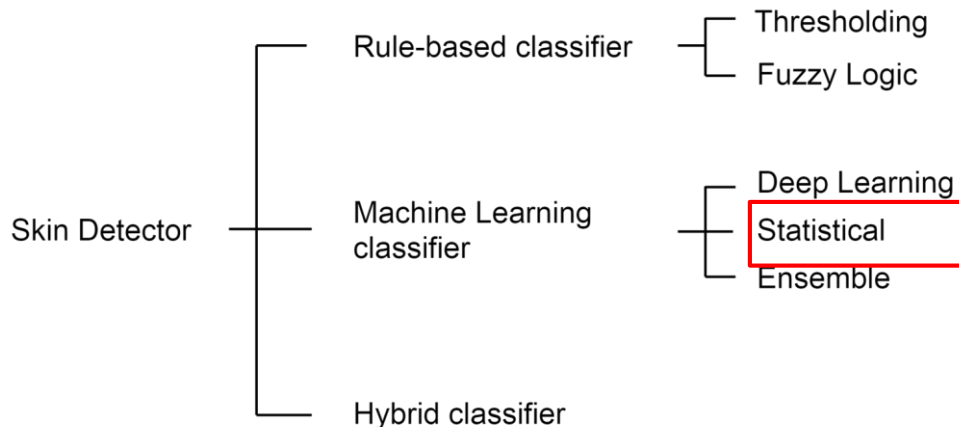 Thresholding
Rule-based classifier
Fuzzy Logic
Deep Learning
Machine Learning
classifier
Skin Detector
Statistical
Ensemble
Hybrid classifier